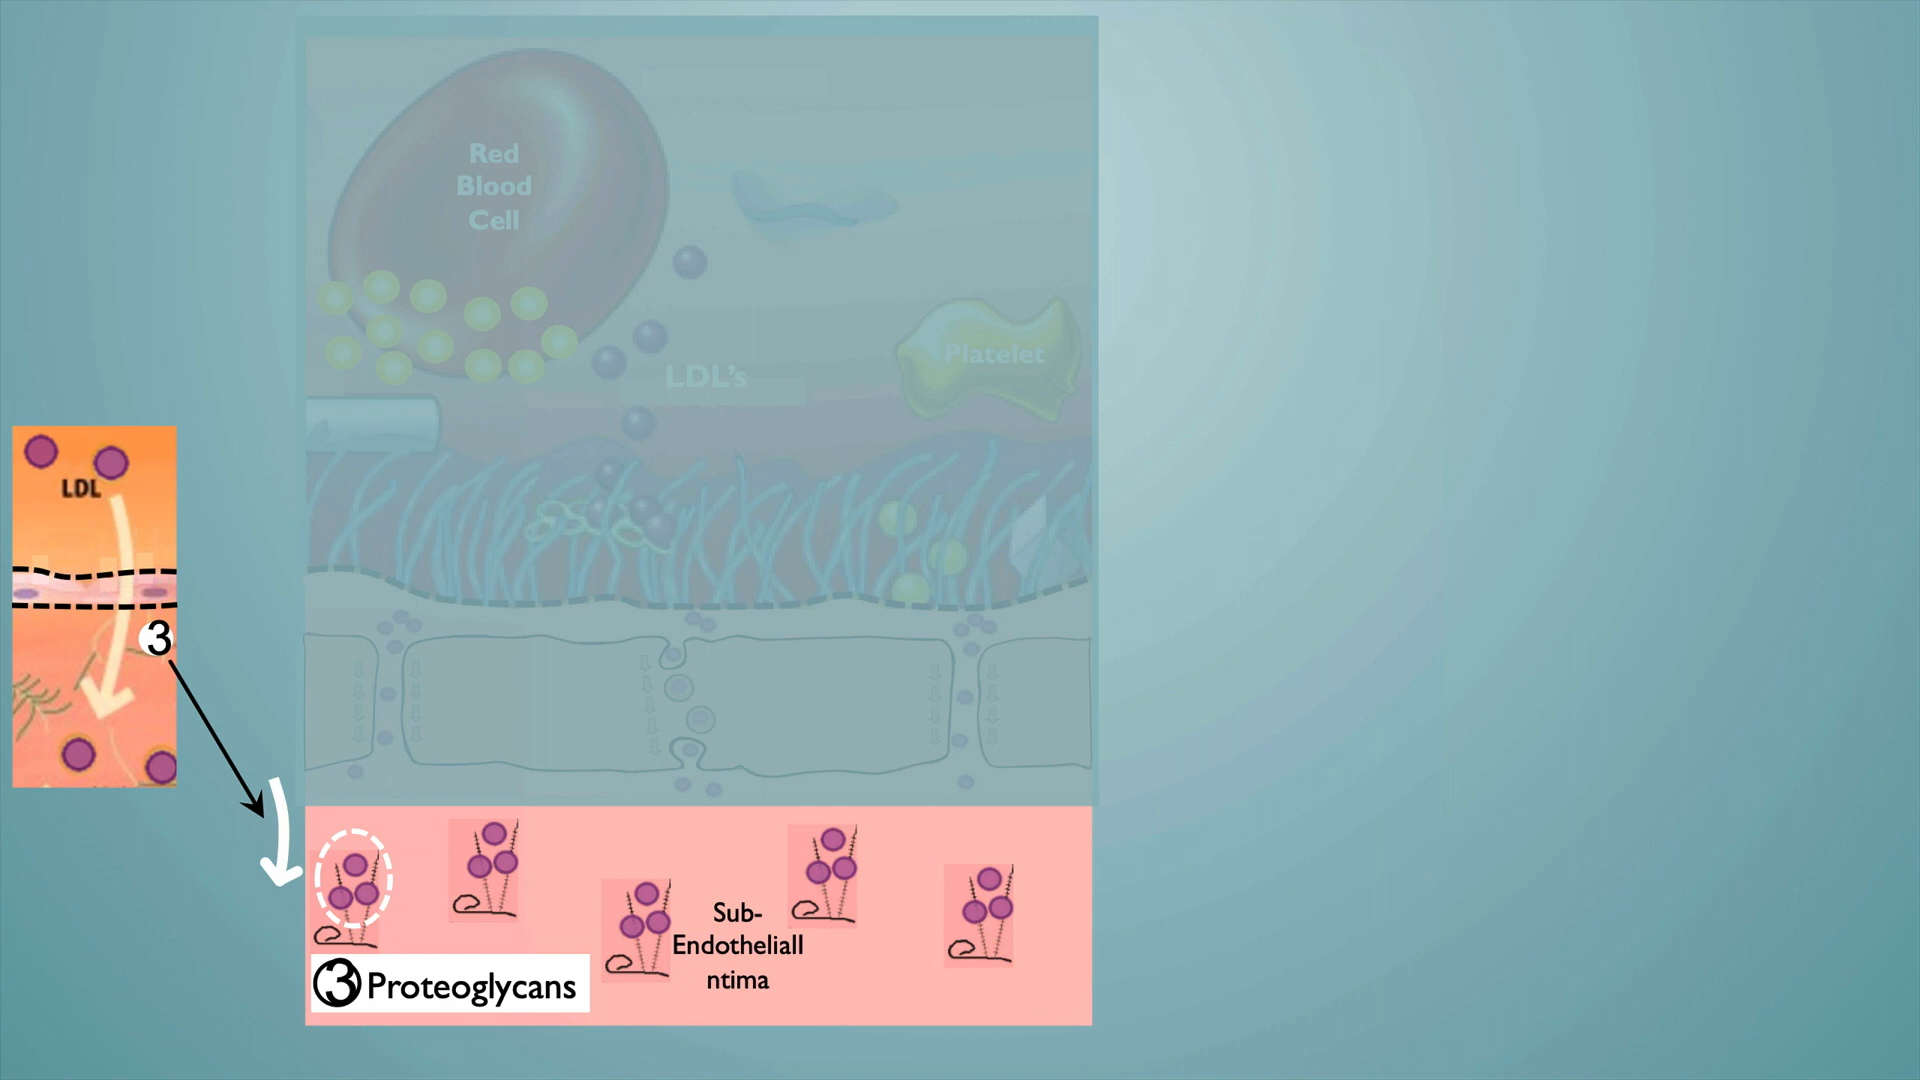 Red
Blood
Cell
LDL's
Platelet
LDL
3
Sub-
Endotheliall
ntima
3 Proteoglycans